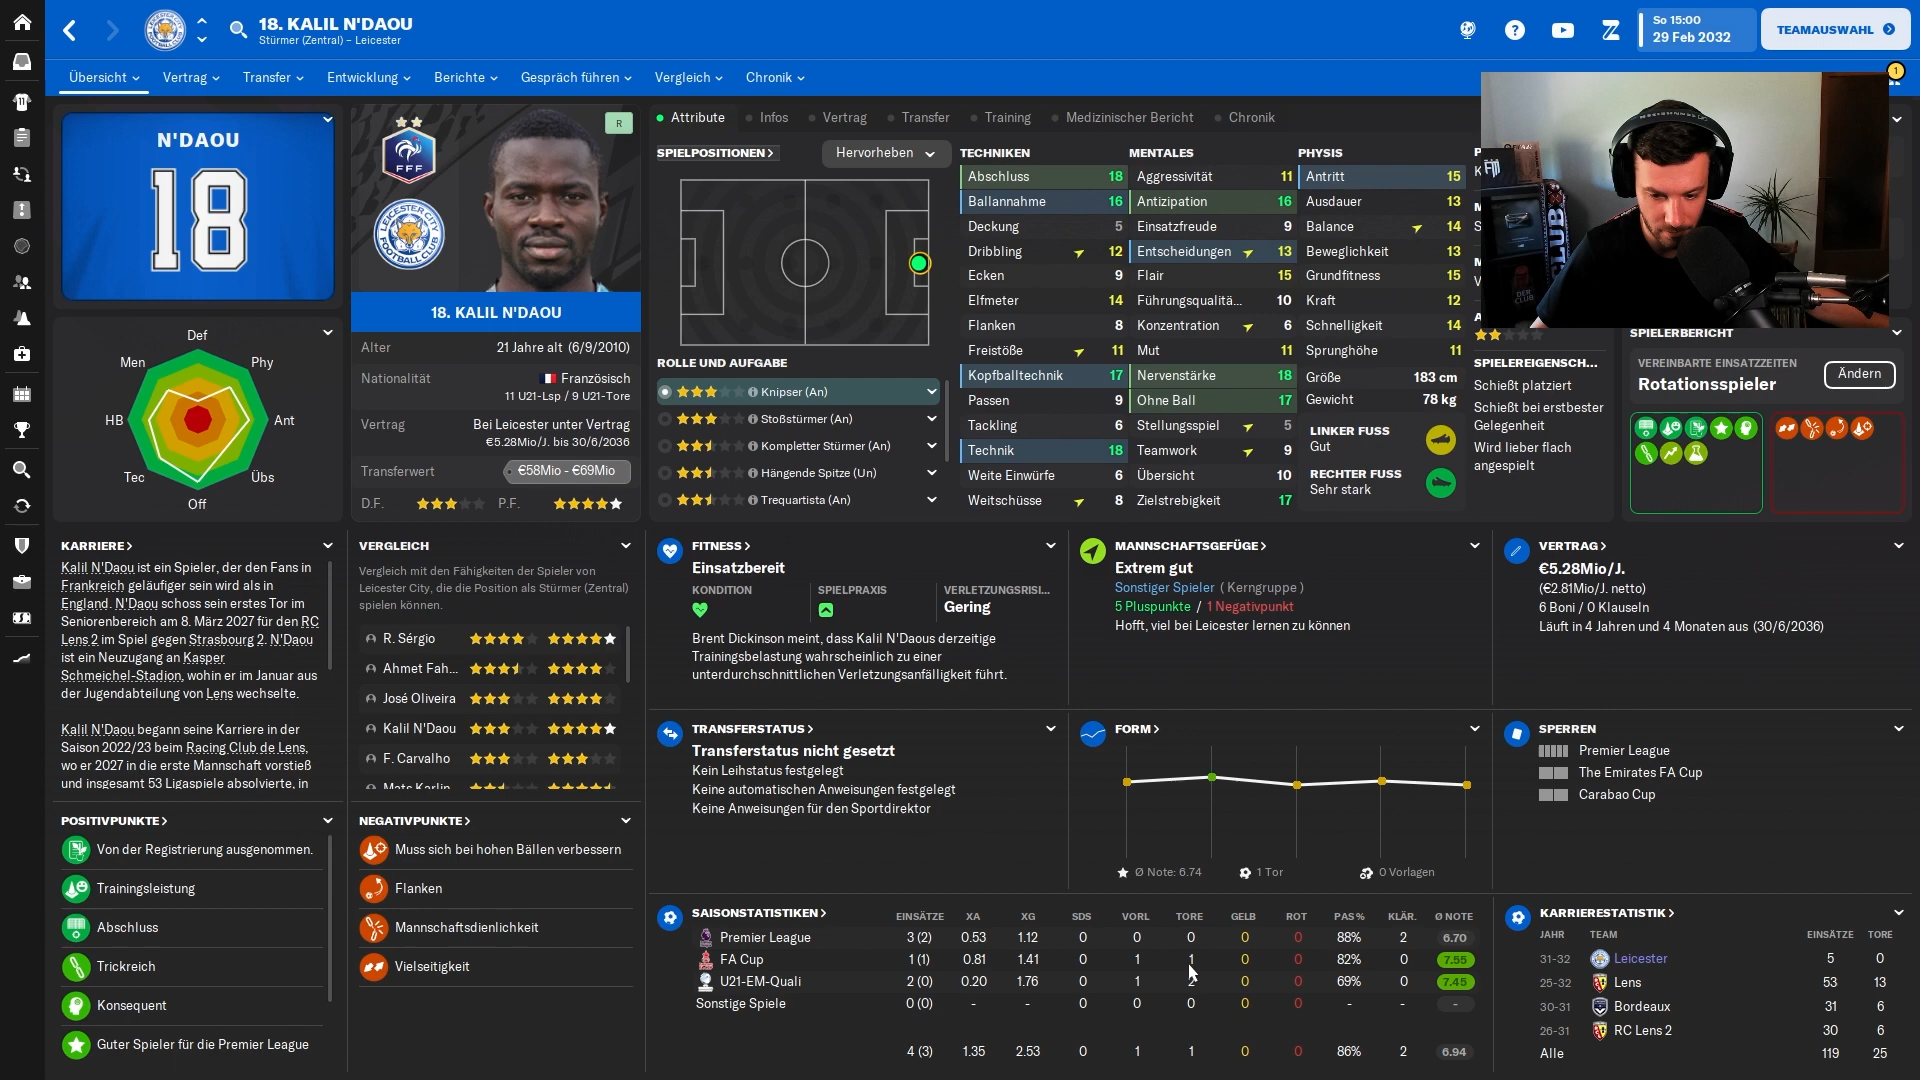 18. KALIL N'DAOU
Stürmer (Zentral) – Leicester
So 15:00
29 Feb 2032
TEAMAUSWAHL
Übersicht
Vertrag
Transfer
Entwicklung
Berichte
Gespräch führen
Vergleich
Chronik
1
N'DAOU
18
Def
Men Phy
HB Ant
Tec Übs
Off
FFF
R
18. KALIL N'DAOU
Alter 21 Jahre alt (6/9/2010)
Nationalität Französisch
11 U21-Lsp / 9 U21-Tore
Vertrag Bei Leicester unter Vertrag
€5.28Mio/J. bis 30/6/2036
Transferwert €58Mio - €69Mio
D.F. P.F.
Attribute Infos Vertrag Transfer Training Medizinischer Bericht Chronik
SPIELPOSITIONEN>
Hervorheben
ROLLE UND AUFGABE
Knipser (An)
Stoßstürmer (An)
Kompletter Stürmer (An)
Hängende Spitze (Un)
Trequartista (An)
TECHNIKEN
Abschluss 18
Ballannahme 16
Deckung 5
Dribbling 12
Ecken 9
Elfmeter 14
Flanken 8
Freistöße 11
Kopfballtechnik 17
Passen 9
Tackling 6
Technik 18
Weite Einwürfe 6
Weitschüsse 8
MENTALES
Aggressivität 11
Antizipation 16
Einsatzfreude 9
Entscheidungen 13
Flair 15
Führungsqualitä... 10
Konzentration 6
Mut 11
Nervenstärke 18
Ohne Ball 17
Stellungsspiel 5
Teamwork 9
Übersicht 10
Zielstrebigkeit 17
PHYSIS
Antritt 15
Ausdauer 13
Balance 14
Beweglichkeit 13
Grundfitness 15
Kraft 12
Schnelligkeit 14
Sprunghöhe 11
Größe 183 cm
Gewicht 78 kg
LINKER FUSS
Gut
RECHTER FUSS
Sehr stark
SPIELEREIGENSCH...
Schießt platziert
Schießt bei erstbester
Gelegenheit
Wird lieber flach
angespielt
SPIELERBERICHT
VEREINBARTE EINSATZZEITEN
Rotationsspieler
Ändern
KARRIERE>
Kalil N'Daou ist ein Spieler, der den Fans in
Frankreich geläufiger sein wird als in
England. N'Daou schoss sein erstes Tor im
Seniorenbereich am 8. März 2027 für den RC
Lens 2 im Spiel gegen Strasbourg 2. N'Daou
ist ein Neuzugang an Kasper
Schmeichel-Stadion, wohin er im Januar aus
der Jugendabteilung von Lens wechselte.
Kalil N'Daou begann seine Karriere in der
Saison 2022/23 beim Racing Club de Lens,
wo er 2027 in die erste Mannschaft vorstieß
und insgesamt 53 Ligaspiele absolvierte, in
VERGLEICH
Vergleich mit den Fähigkeiten der Spieler von
Leicester City, die die Position als Stürmer (Zentral)
spielen können.
R. Sérgio
Ahmet Fah...
José Oliveira
Kalil N'Daou
F. Carvalho
Mats Karlin
FITNESS>
Einsatzbereit
KONDITION SPIELPRAXIS VERLETZUNGSRISI...
Gering
Brent Dickinson meint, dass Kalil N'Daous derzeitige
Trainingsbelastung wahrscheinlich zu einer
unterdurchschnittlichen Verletzungsanfälligkeit führt.
MANNSCHAFTSGEFÜGE>
Extrem gut
Sonstiger Spieler ( Kerngruppe )
5 Pluspunkte / 1 Negativpunkt
Hofft, viel bei Leicester lernen zu können
VERTRAG>
€5.28Mio/J.
(€2.81Mio/J. netto)
6 Boni / 0 Klauseln
Läuft in 4 Jahren und 4 Monaten aus (30/6/2036)
TRANSFERSTATUS>
Transferstatus nicht gesetzt
Kein Leihstatus festgelegt
Keine automatischen Anweisungen festgelegt
Keine Anweisungen für den Sportdirektor
FORM>
Ø Note: 6.74 1 Tor 0 Vorlagen
SPERREN
Premier League
The Emirates FA Cup
Carabao Cup
POSITIVPUNKTE>
Von der Registrierung ausgenommen.
Trainingsleistung
Abschluss
Trickreich
Konsequent
Guter Spieler für die Premier League
NEGATIVPUNKTE>
Muss sich bei hohen Bällen verbessern
Flanken
Mannschaftsdienlichkeit
Vielseitigkeit
SAISONSTATISTIKEN> EINSÄTZE XA XG SDS VORL TORE GELB ROT PAS% KLÄR. Ø NOTE
Premier League 3 (2) 0.53 1.12 0 0 0 0 0 88% 2 6.70
FA Cup 1 (1) 0.81 1.41 0 1 1 0 0 82% 0 7.55
U21-EM-Quali 2 (0) 0.20 1.76 0 1 2 0 0 69% 0 7.45
Sonstige Spiele 0 (0) - - 0 0 0 0 0 - - -
4 (3) 1.35 2.53 0 1 1 0 0 86% 2 6.94
KARRIERESTATISTIK>
JAHR TEAM EINSÄTZE TORE
31-32 Leicester 5 0
25-32 Lens 53 13
30-31 Bordeaux 31 6
26-31 RC Lens 2 30 6
Alle 119 25